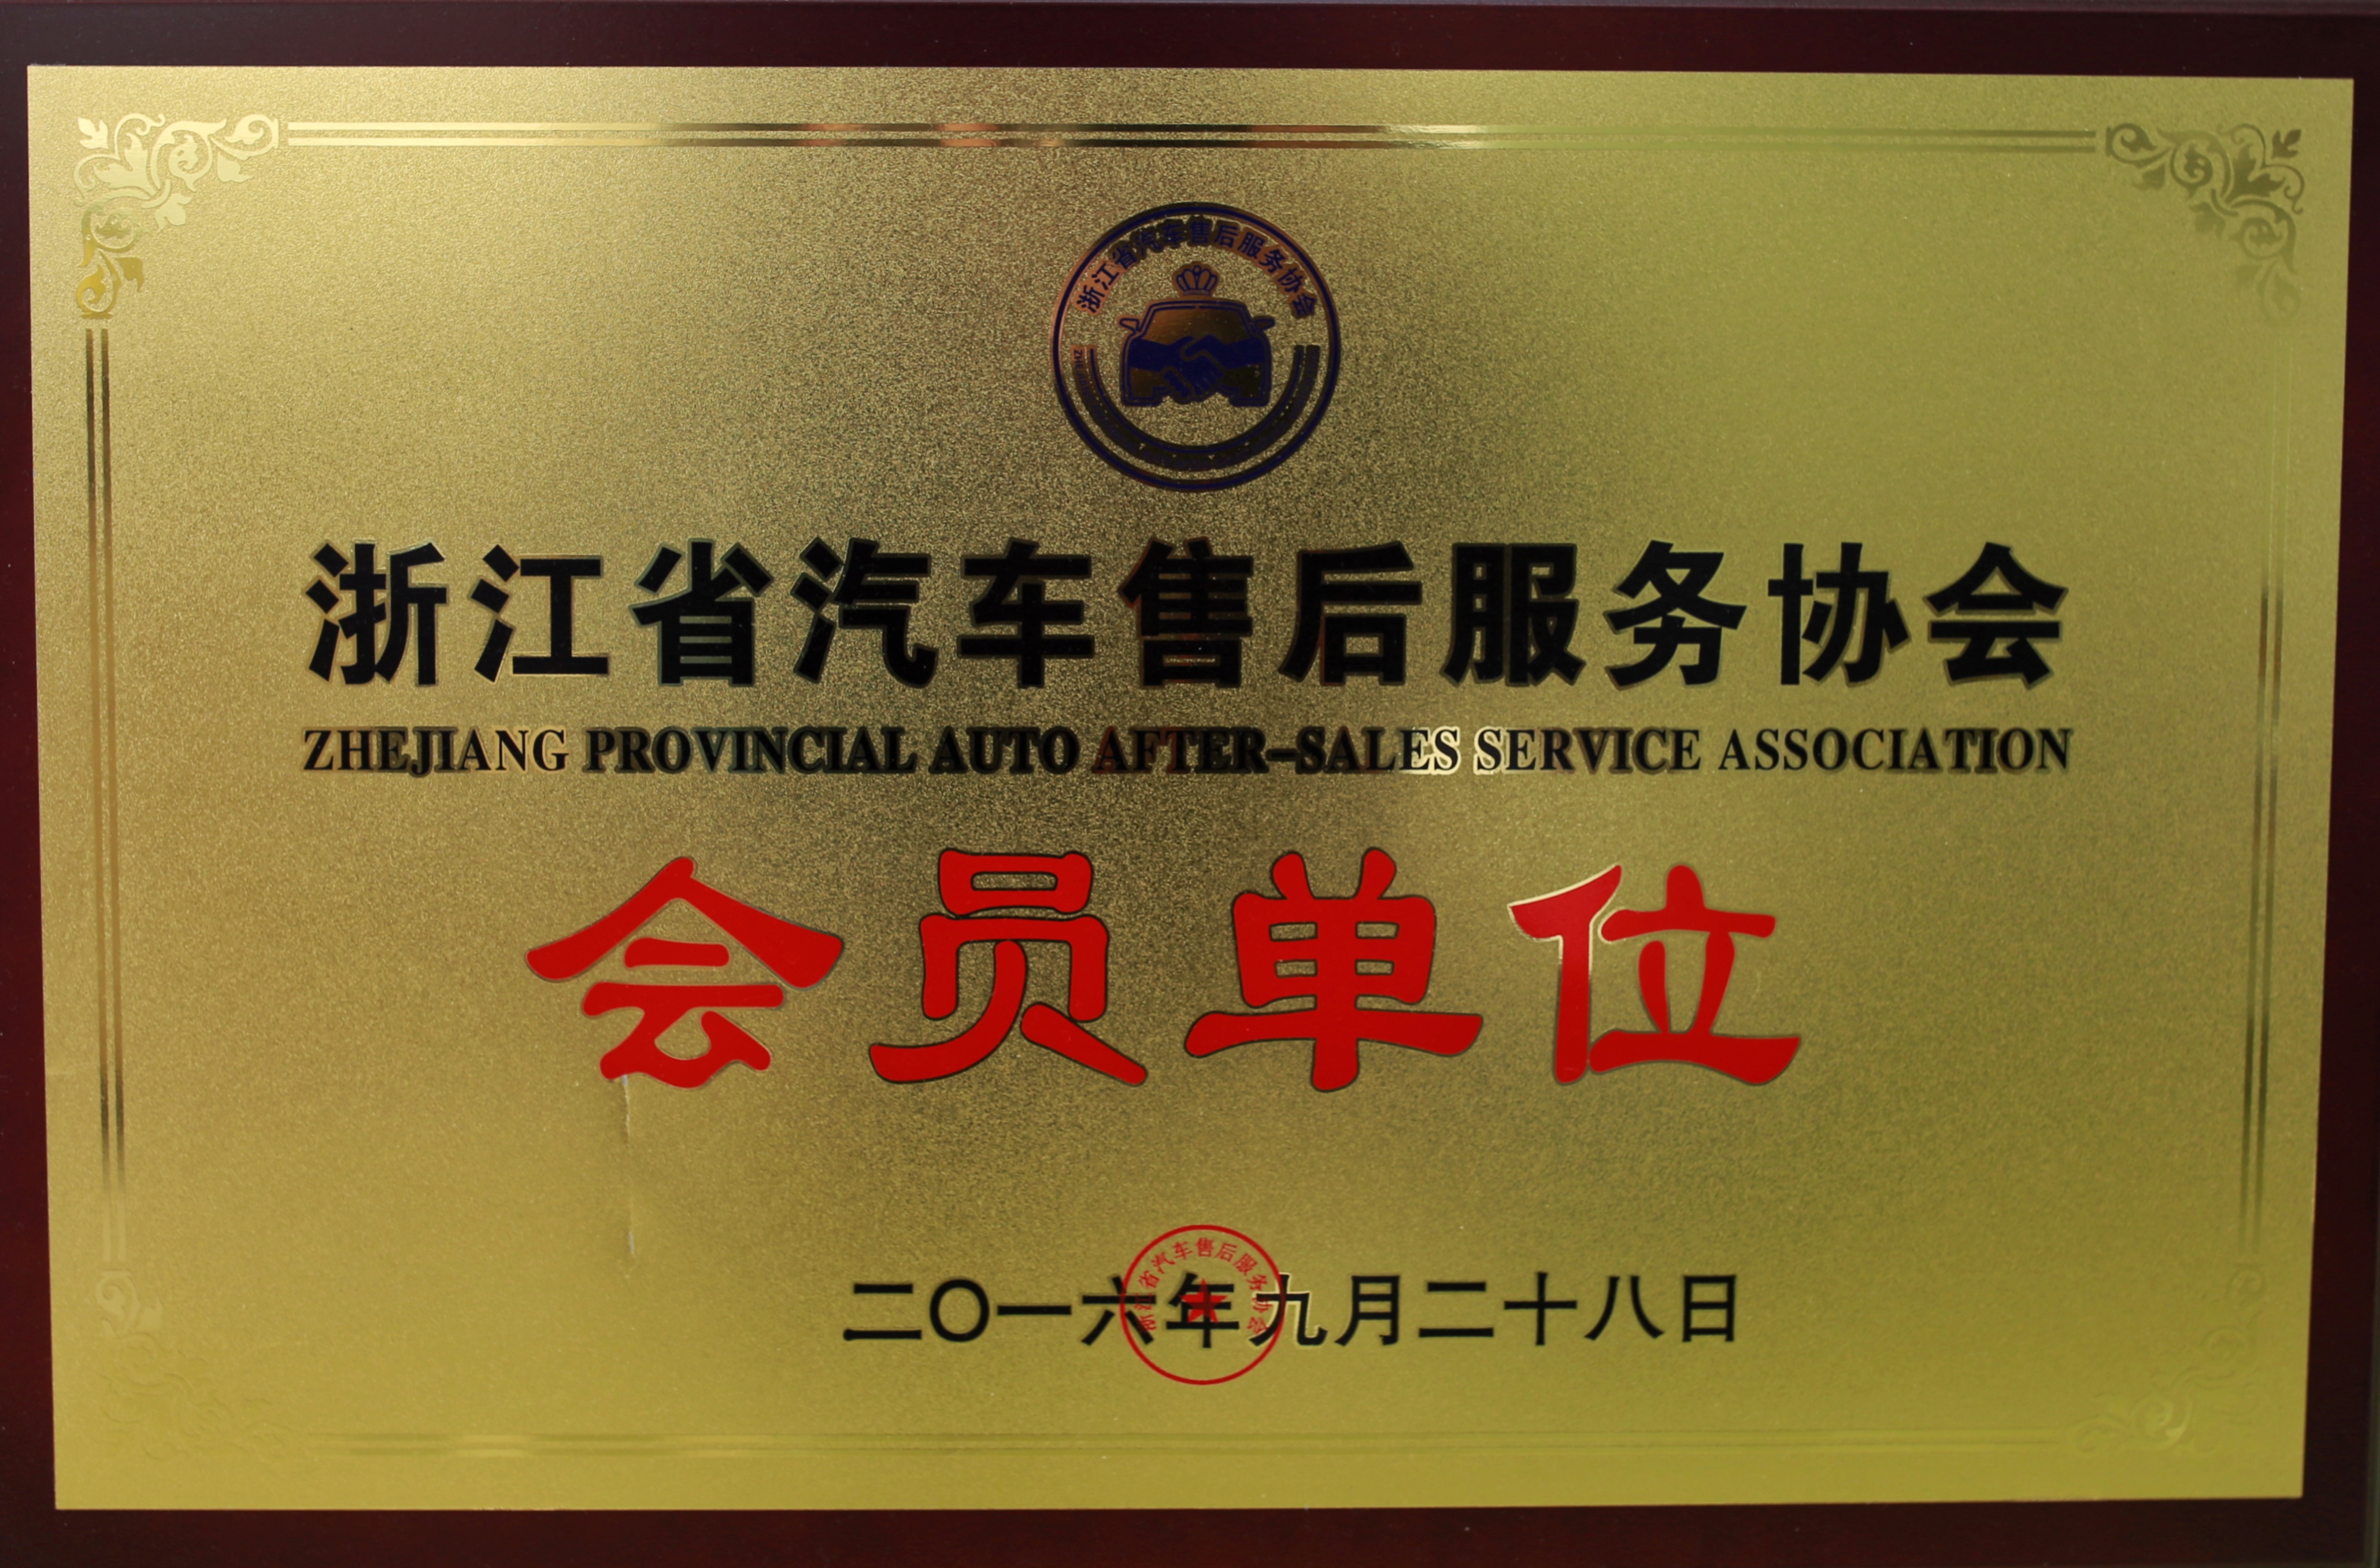 浙江省汽车售后服务协会
浙江省汽车售后服务协会
ZHEJIANG PROVINCIAL AUTO AFTER-SALES SERVICE ASSOCIATION
会员单位
浙江省汽车售后服务协会
二〇一六年九月二十八日